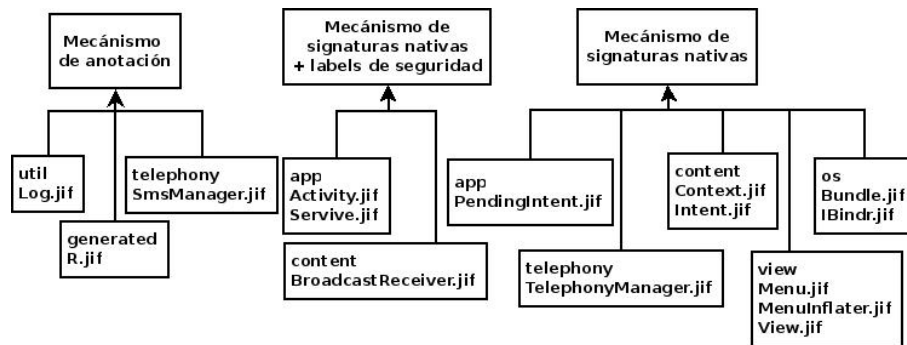 Mecánismo
de anotación
Mecánismo de
signaturas nativas
+ labels de seguridad
Mecánismo de
signaturas nativas
util
Log.jif
telephony
SmsManager.jif
generated
R.jif
app
Activity.jif
Servive.jif
content
BroadcastReceiver.jif
app
PendingIntent.jif
content
Context.jif
Intent.jif
os
Bundle.jif
IBindr.jif
telephony
TelephonyManager.jif
view
Menu.jif
MenuInflater.jif
View.jif